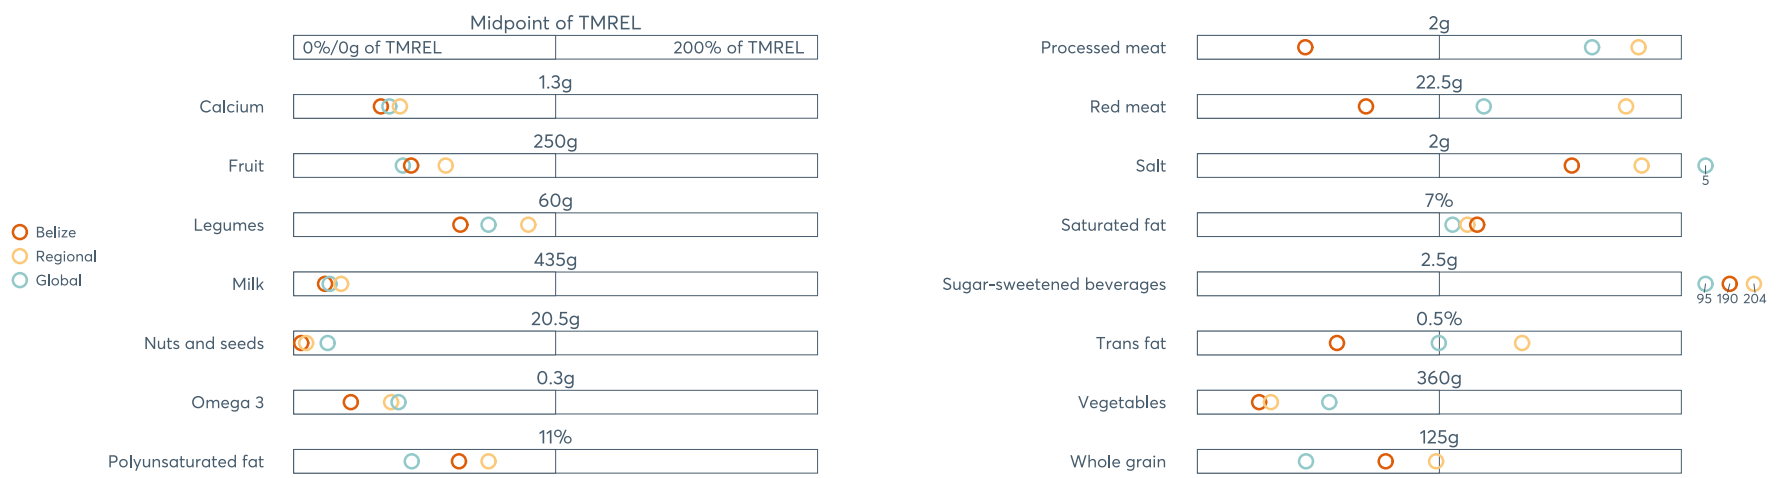 Midpoint of TMREL
0%/0g of TMREL
200% of TMREL
1.3g
Calcium
250g
Fruit
60g
Legumes
435g
Milk
20.5g
Nuts and seeds
0.3g
Omega 3
11%
Polyunsaturated fat
Belize
Regional
Global
2g
Processed meat
22.5g
Red meat
2g
Salt
5
7%
Saturated fat
2.5g
Sugar-sweetened beverages
95 190 204
0.5%
Trans fat
360g
Vegetables
125g
Whole grain